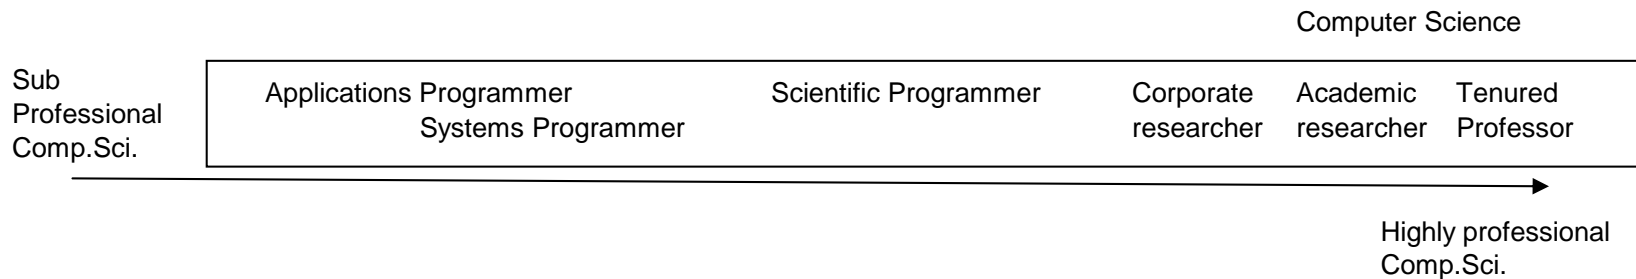 Computer Science
Sub
Professional
Comp.Sci.
Applications Programmer
Systems Programmer
Scientific Programmer
Corporate
researcher
Academic
researcher
Tenured
Professor
Highly professional
Comp.Sci.